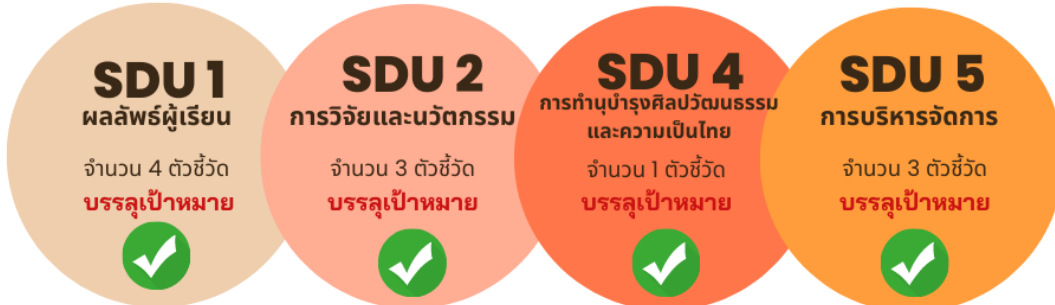 SDU 1
ผลลัพธ์ผู้เรียน
จำนวน 4 ตัวชี้วัด
บรรลุเป้าหมาย
SDU 2
การวิจัยและนวัตกรรม
จำนวน 3 ตัวชี้วัด
บรรลุเป้าหมาย
SDU 4
การทำนุบำรุงศิลปวัฒนธรรม
และความเป็นไทย
จำนวน 1 ตัวชี้วัด
บรรลุเป้าหมาย
SDU 5
การบริหารจัดการ
จำนวน 3 ตัวชี้วัด
บรรลุเป้าหมาย